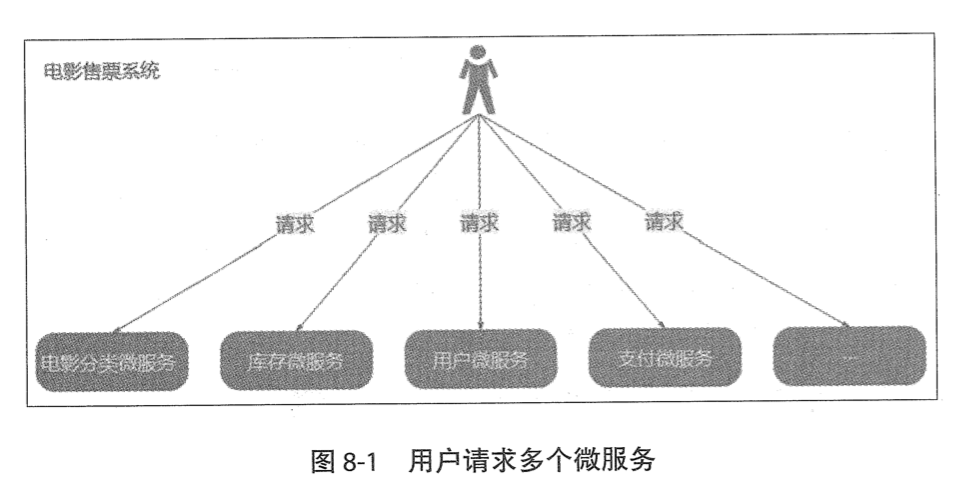 电影售票系统
请求 请求 请求 请求 请求
电影分类微服务 库存微服务 用户微服务 支付微服务 ...
图 8-1 用户请求多个微服务